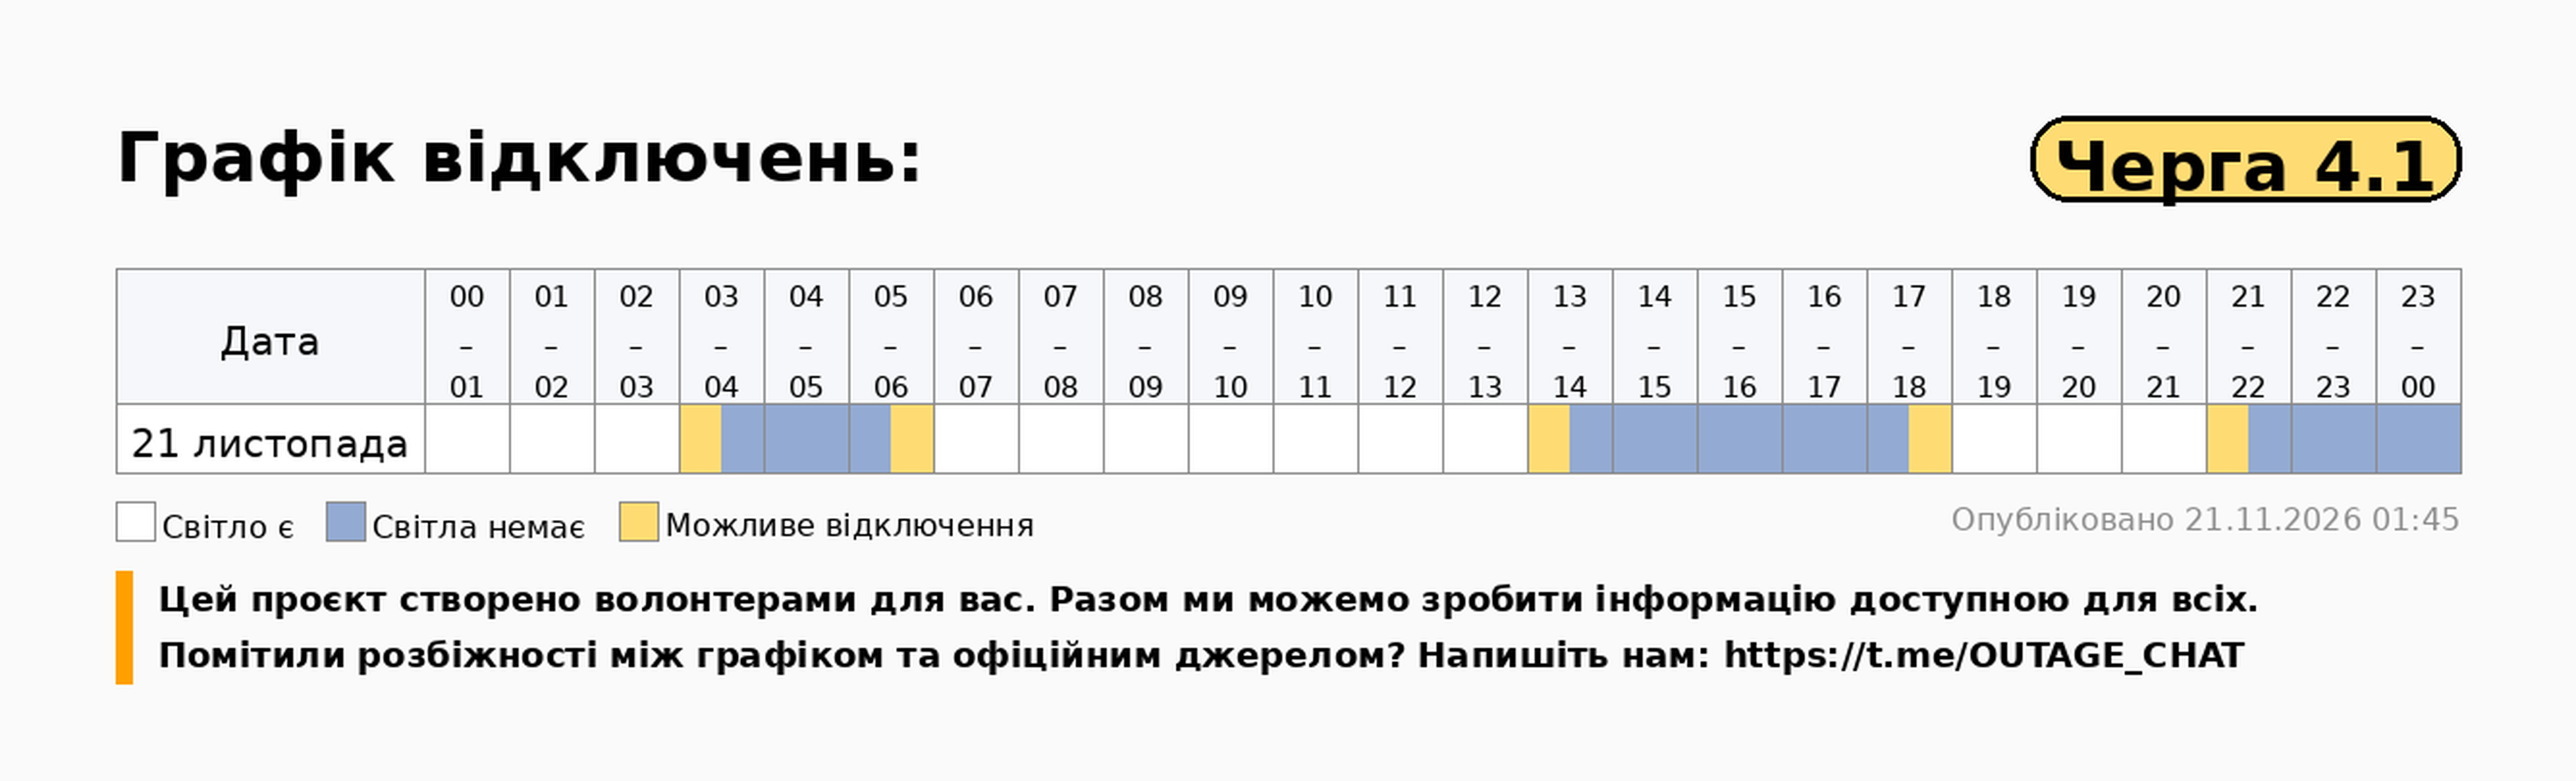 Графік відключень:
Черга 4.1
Дата
00 – 01
01 – 02
02 – 03
03 – 04
04 – 05
05 – 06
06 – 07
07 – 08
08 – 09
09 – 10
10 – 11
11 – 12
12 – 13
13 – 14
14 – 15
15 – 16
16 – 17
17 – 18
18 – 19
19 – 20
20 – 21
21 – 22
22 – 23
23 – 00
21 листопада
Світло є
Світла немає
Можливе відключення
Опубліковано 21.11.2026 01:45
Цей проєкт створено волонтерами для вас. Разом ми можемо зробити інформацію доступною для всіх.
Помітили розбіжності між графіком та офіційним джерелом? Напишіть нам: https://t.me/OUTAGE_CHAT